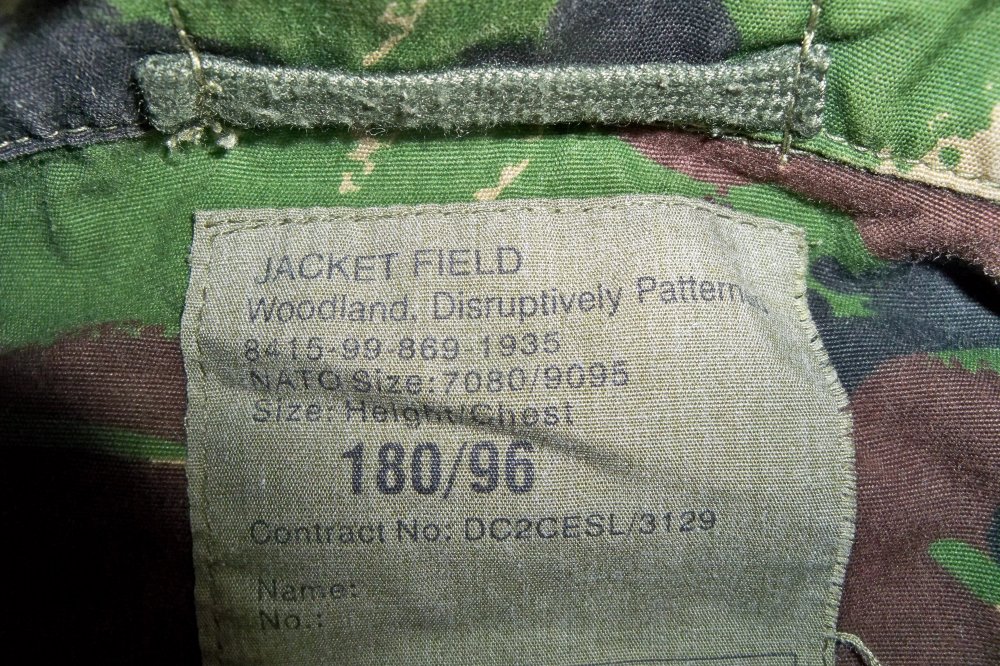 JACKET FIELD
Woodland, Disruptively Pattern
8415-99-869-1935
NATO Size: 7080/9095
Size: Height/Chest
180/96
Contract No: DC2CESL/3129
Name:
No.: